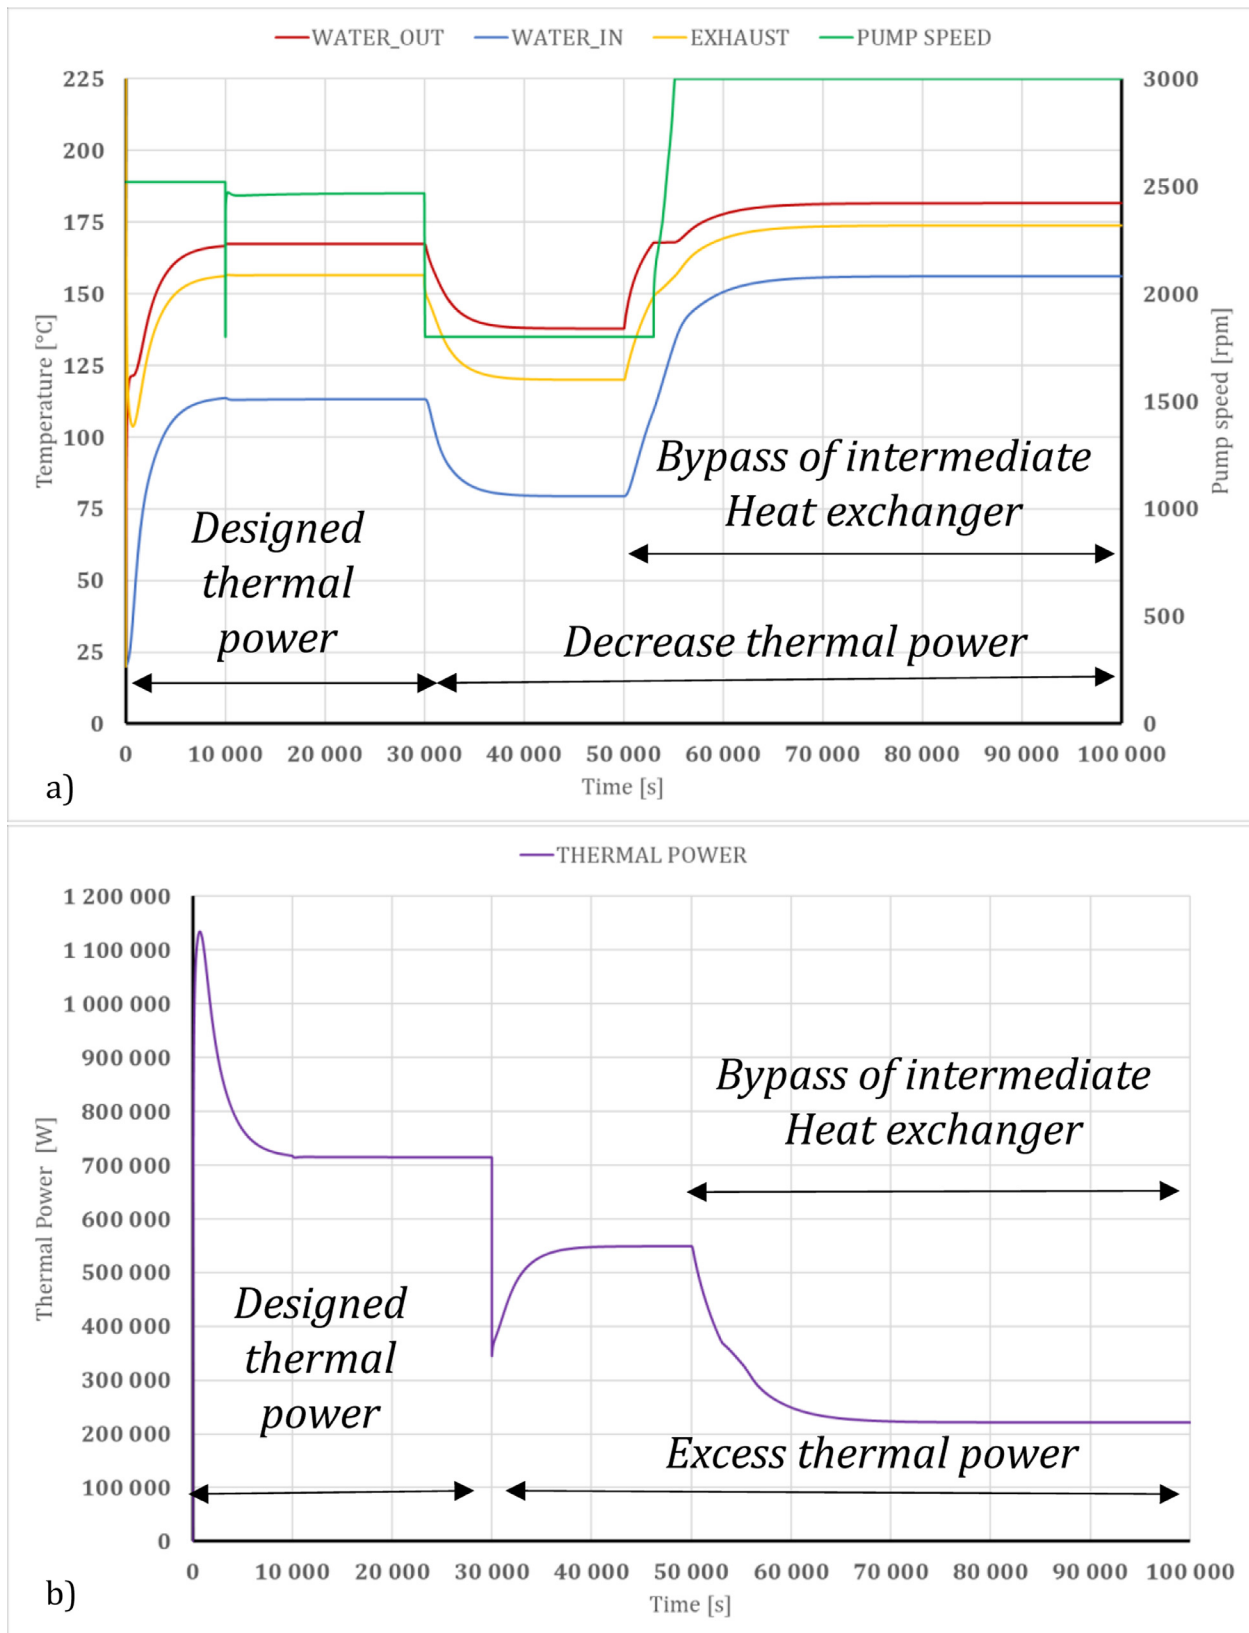 WATER_OUT WATER_IN EXHAUST PUMP SPEED
225 3000
200
2500
175
150 2000
125
1500
100
75 1000
50
500
25
0 0
Temperature [°C]
Pump speed [rpm]
Bypass of intermediate
Heat exchanger
Designed
thermal
power
Decrease thermal power
0 10 000 20 000 30 000 40 000 50 000 60 000 70 000 80 000 90 000 100 000
Time [s]
a)
THERMAL POWER
1 200 000
1 100 000
1 000 000
900 000
800 000
700 000
600 000
500 000
400 000
300 000
200 000
100 000
0
Thermal Power [W]
Bypass of intermediate
Heat exchanger
Designed
thermal
power
Excess thermal power
0 10 000 20 000 30 000 40 000 50 000 60 000 70 000 80 000 90 000 100 000
Time [s]
b)